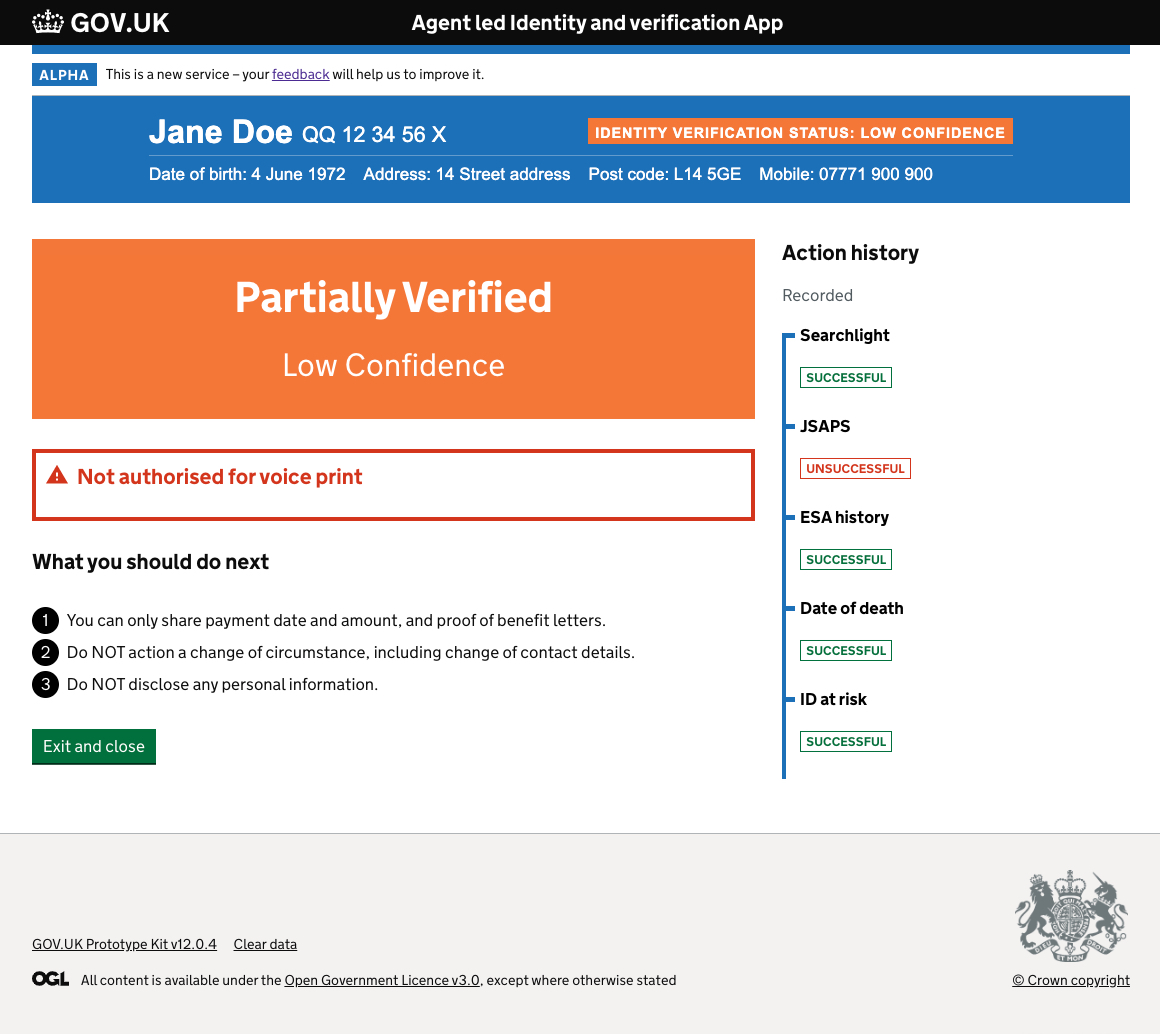 GOV.UK
Agent led Identity and verification App
ALPHA This is a new service – your feedback will help us to improve it.
Jane Doe QQ 12 34 56 X
IDENTITY VERIFICATION STATUS: LOW CONFIDENCE
Date of birth: 4 June 1972 Address: 14 Street address Post code: L14 5GE Mobile: 07771 900 900
Partially Verified
Low Confidence
Not authorised for voice print
What you should do next
1 You can only share payment date and amount, and proof of benefit letters.
2 Do NOT action a change of circumstance, including change of contact details.
3 Do NOT disclose any personal information.
Exit and close
Action history
Recorded
Searchlight
SUCCESSFUL
JSAPS
UNSUCCESSFUL
ESA history
SUCCESSFUL
Date of death
SUCCESSFUL
ID at risk
SUCCESSFUL
GOV.UK Prototype Kit v12.0.4 Clear data
OGL All content is available under the Open Government Licence v3.0, except where otherwise stated
© Crown copyright